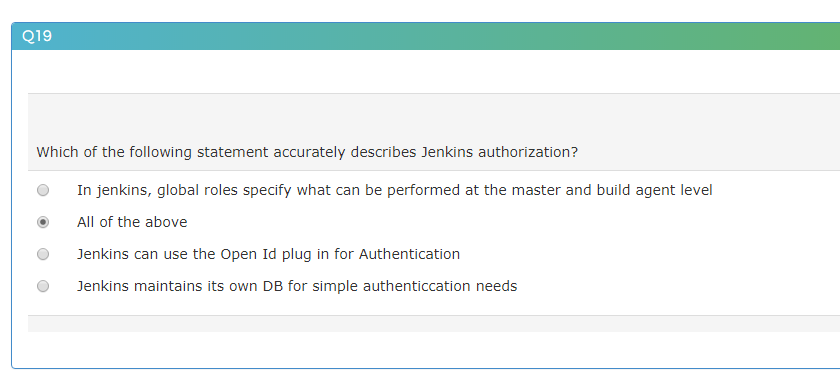 Q19
Which of the following statement accurately describes Jenkins authorization?
In jenkins, global roles specify what can be performed at the master and build agent level
All of the above
Jenkins can use the Open Id plug in for Authentication
Jenkins maintains its own DB for simple authenticcation needs